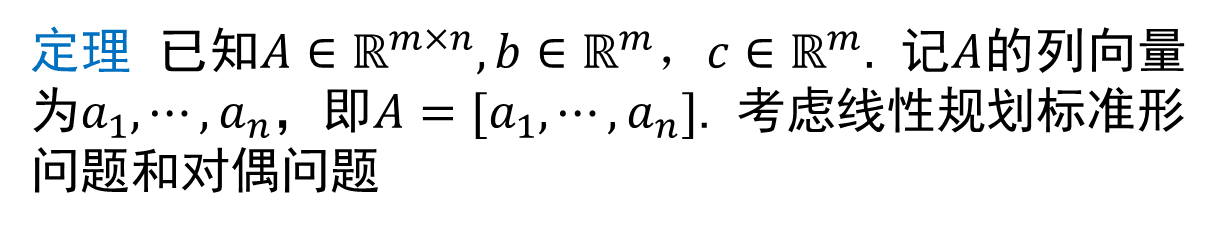 定理 已知A ∈ ℝ^{m×n}, b ∈ ℝ^m，c ∈ ℝ^m. 记A的列向量
为a_1, ⋯ , a_n，即A = [a_1, ⋯ , a_n]. 考虑线性规划标准形
问题和对偶问题